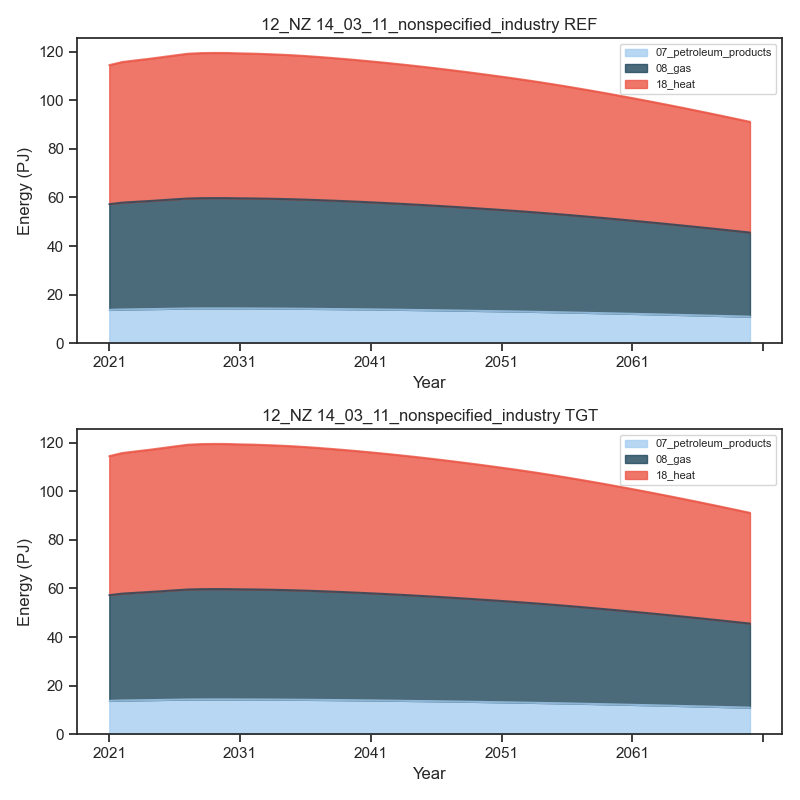 12_NZ 14_03_11_nonspecified_industry REF
120
100
80
60
40
20
0
Energy (PJ)
07_petroleum_products
08_gas
18_heat
2021 2031 2041 2051 2061
Year
12_NZ 14_03_11_nonspecified_industry TGT
120
100
80
60
40
20
0
Energy (PJ)
07_petroleum_products
08_gas
18_heat
2021 2031 2041 2051 2061
Year